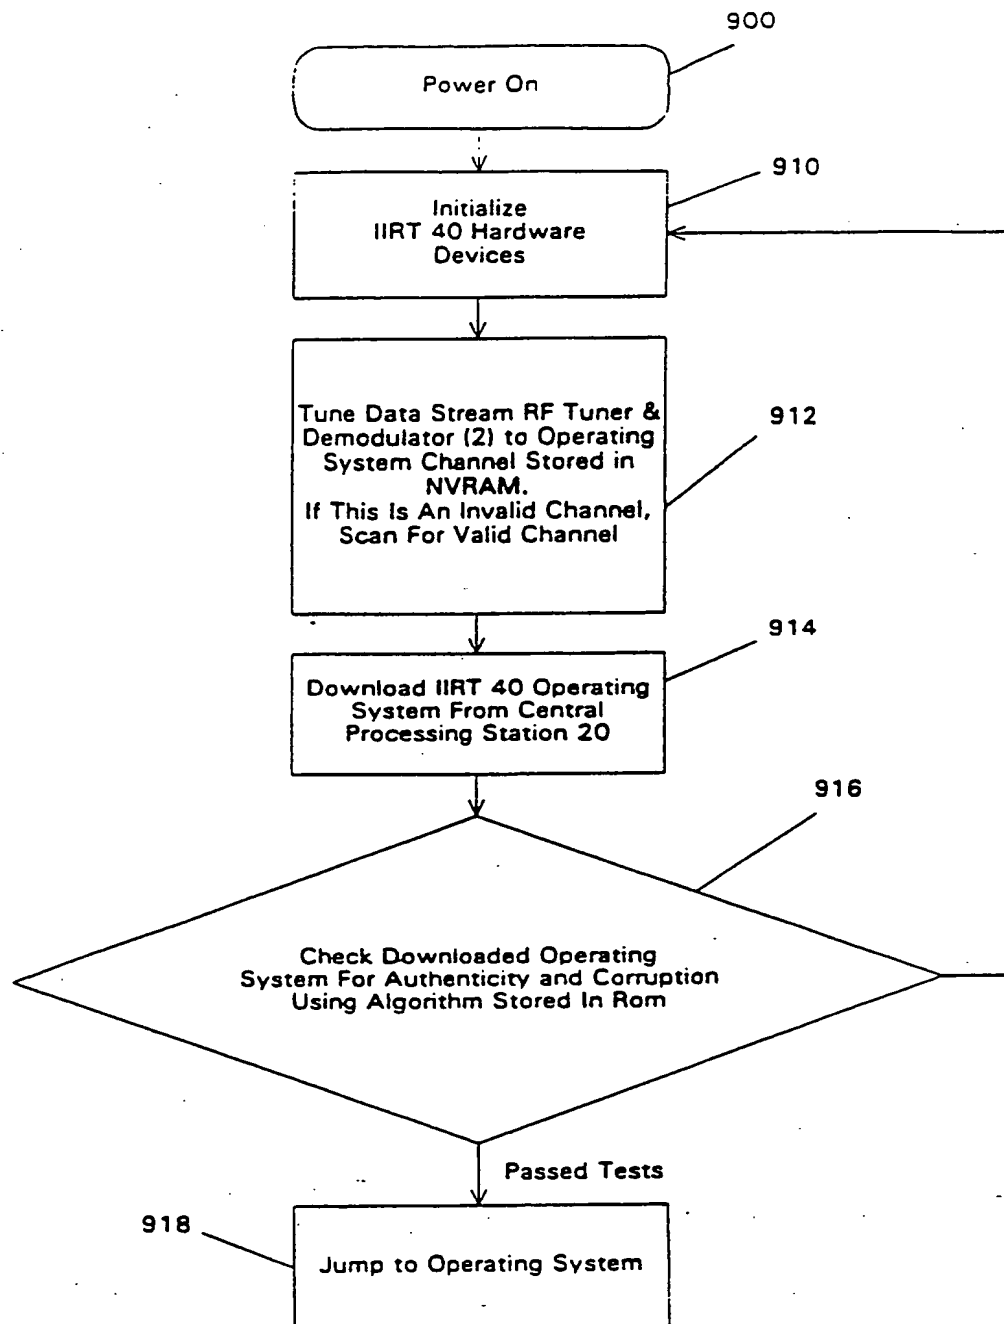 900
Power On
910
Initialize
IIRT 40 Hardware
Devices
Tune Data Stream RF Tuner &
Demodulator (2) to Operating
System Channel Stored in
NVRAM.
If This Is An Invalid Channel,
Scan For Valid Channel
912
914
Download IIRT 40 Operating
System From Central
Processing Station 20
916
Check Downloaded Operating
System For Authenticity and Corruption
Using Algorithm Stored In Rom
Passed Tests
918
Jump to Operating System